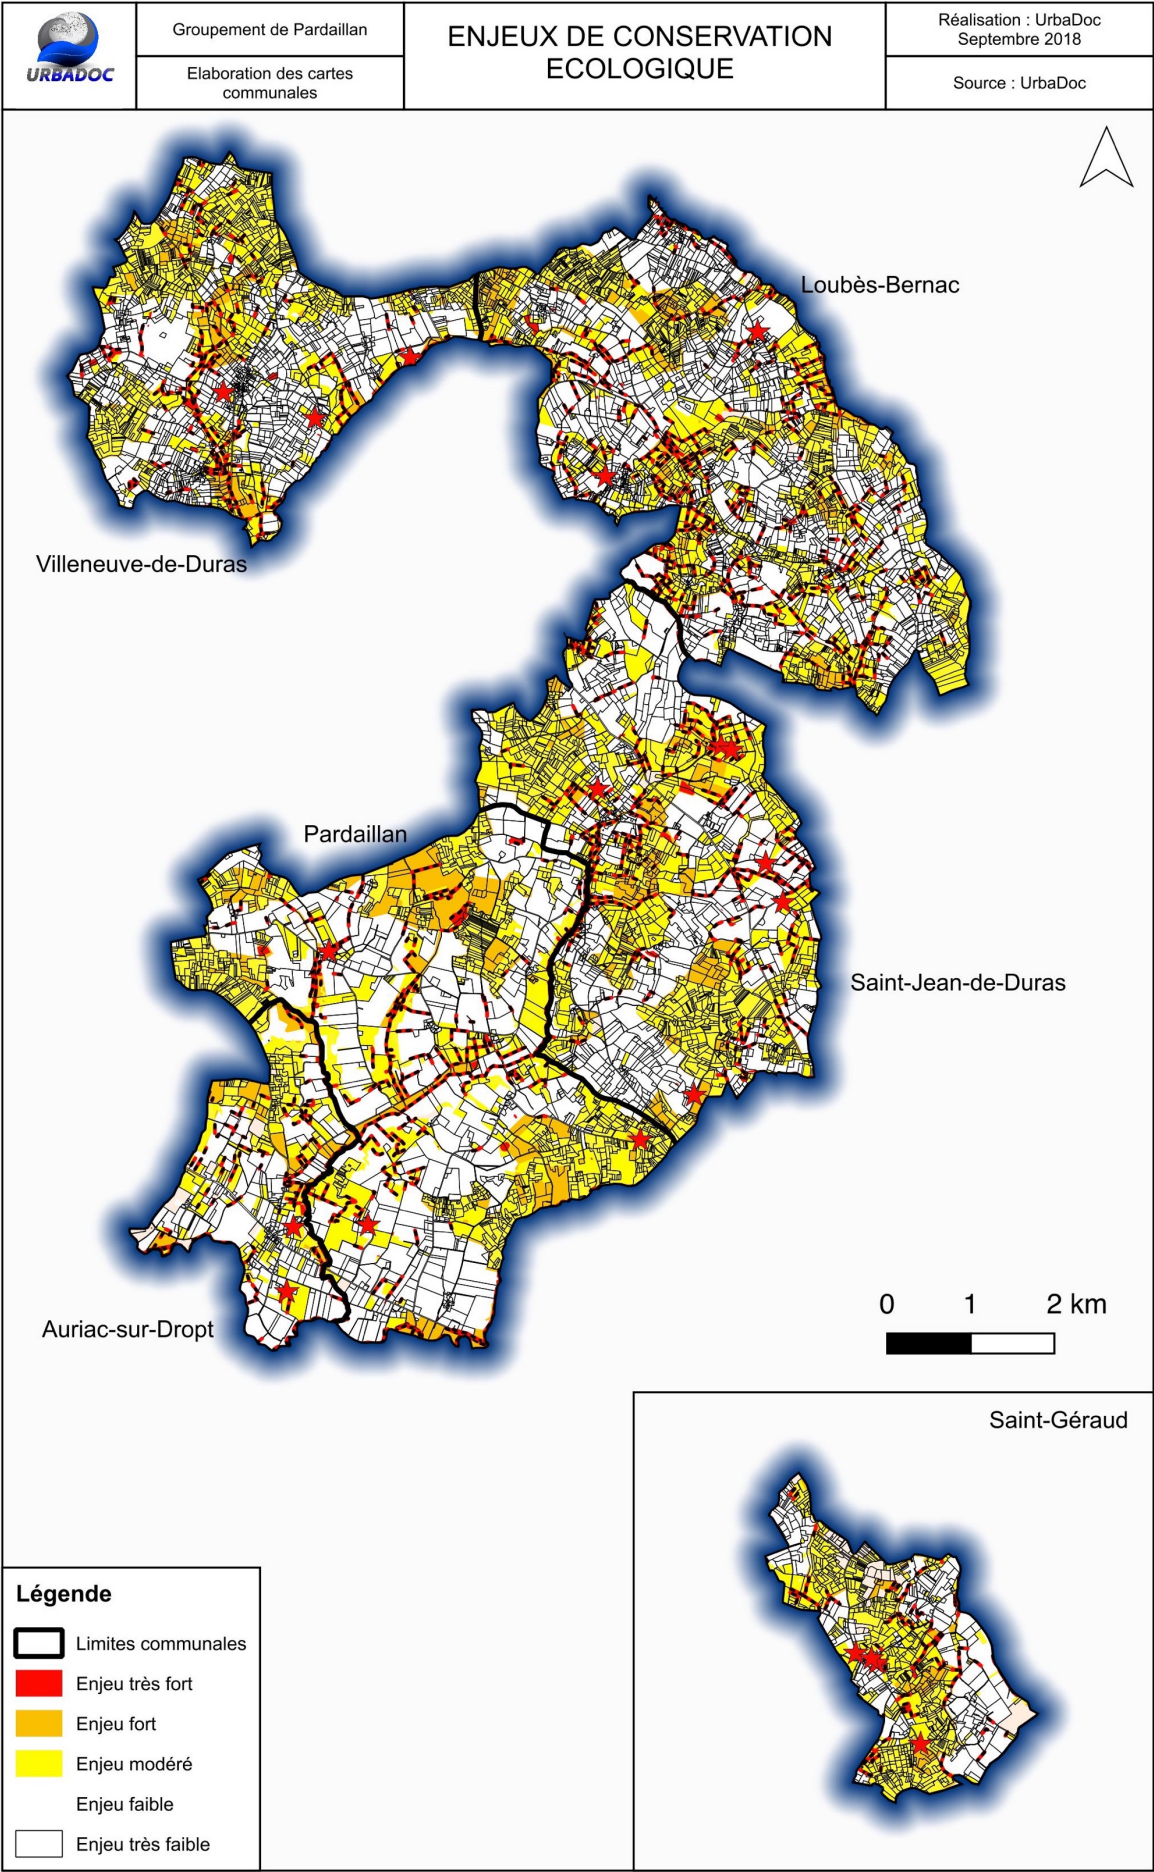 URBADOC
Groupement de Pardaillan
Elaboration des cartes
communales
ENJEUX DE CONSERVATION
ECOLOGIQUE
Réalisation : UrbaDoc
Septembre 2018
Source : UrbaDoc
Loubès-Bernac
Villeneuve-de-Duras
Pardaillan
Saint-Jean-de-Duras
Auriac-sur-Dropt
0 1 2 km
Saint-Géraud
Légende
Limites communales
Enjeu très fort
Enjeu fort
Enjeu modéré
Enjeu faible
Enjeu très faible